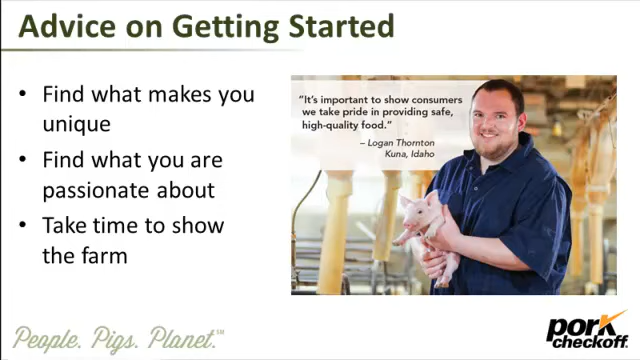 Advice on Getting Started
• Find what makes you
unique
• Find what you are
passionate about
• Take time to show
the farm
“It’s important to show consumers
we take pride in providing safe,
high-quality food.”
– Logan Thornton
Kuna, Idaho
People. Pigs. Planet.℠
pork
checkoff.